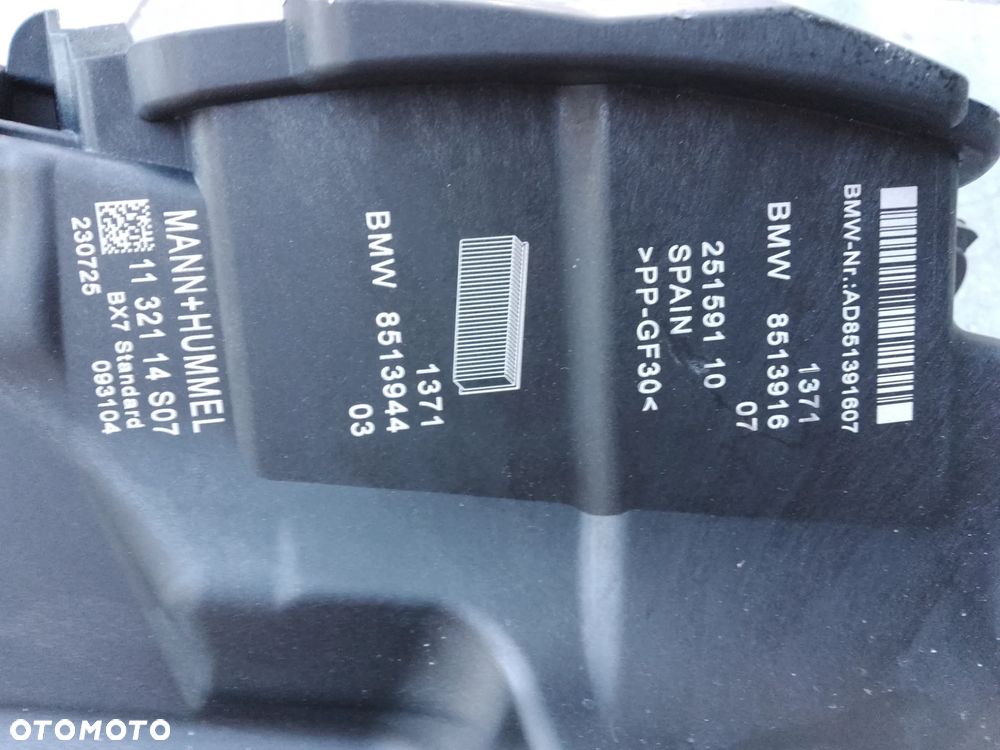 BMW-Nr.:AD851391607
1371
BMW 8513916
07
251591 10
SPAIN
>PP-GF30<
1371
BMW 8513944
03
MANN+HUMMEL
11 321 14 S07
BX7 Standard
230725 093104
OTOMOTO